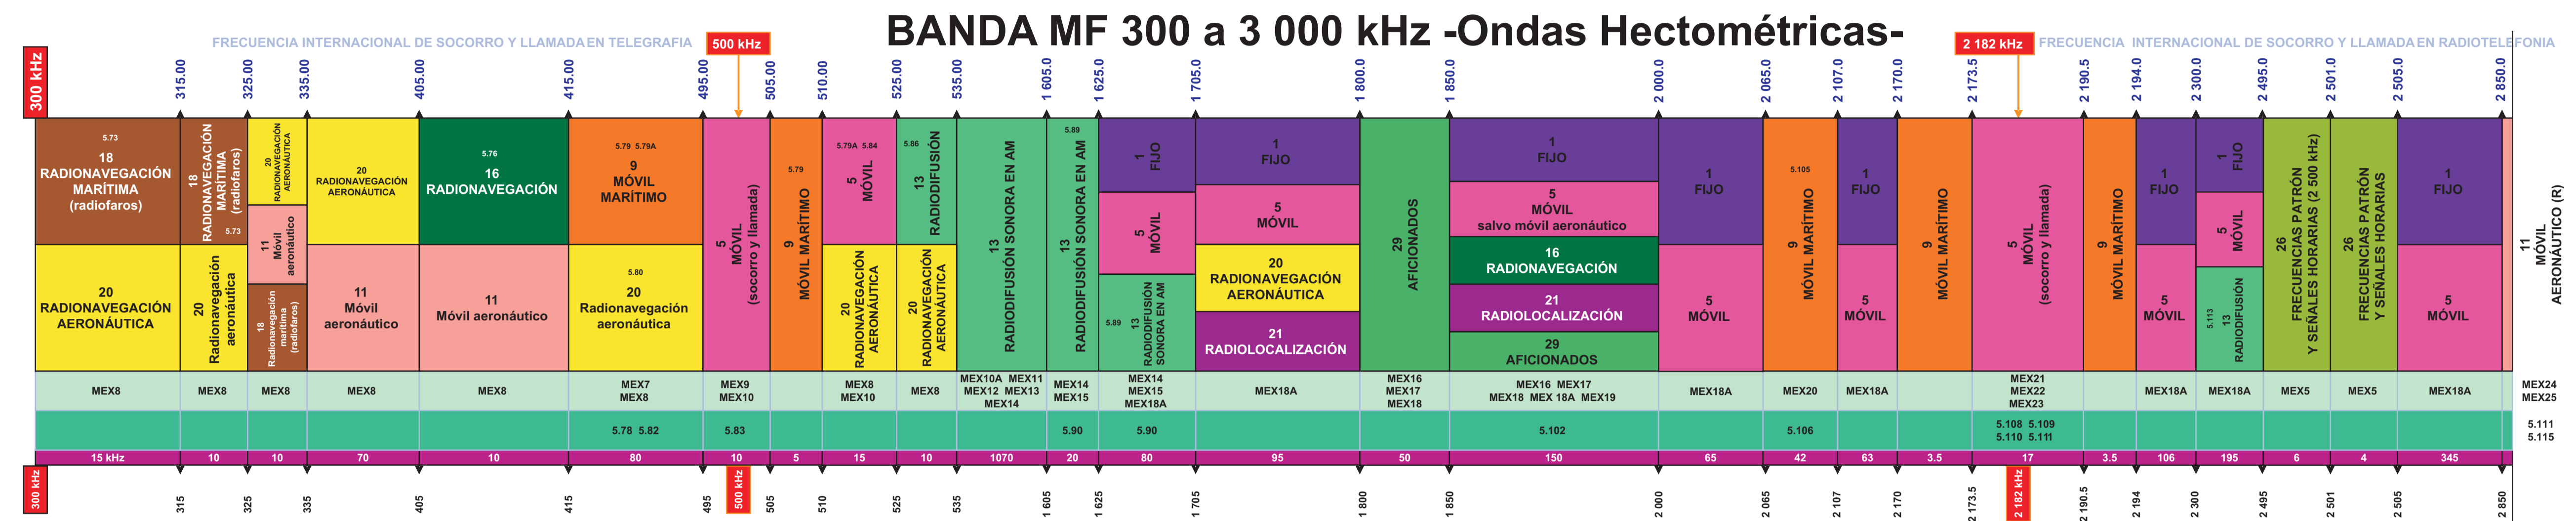 BANDA MF 300 a 3 000 kHz -Ondas Hectométricas-
FRECUENCIA INTERNACIONAL DE SOCORRO Y LLAMADA EN TELEGRAFIA
500 kHz
2 182 kHz
FRECUENCIA INTERNACIONAL DE SOCORRO Y LLAMADA EN RADIOTELEFONIA
300 kHz
315.00
325.00
335.00
405.00
415.00
495.00
505.00
510.00
525.00
535.00
1 605.0
1 625.0
1 705.0
1 800.0
1 850.0
2 000.0
2 065.0
2 107.0
2 170.0
2 173.5
2 190.5
2 194.0
2 300.0
2 495.0
2 501.0
2 505.0
2 850.0
5.73
18
RADIONAVEGACIÓN
MARÍTIMA
(radiofaros)
20
RADIONAVEGACIÓN
AERONÁUTICA
18
RADIONAVEGACIÓN
MARÍTIMA
(radiofaros)
5.73
20
Radionavegación
aeronáutica
20
RADIONAVEGACIÓN
AERONÁUTICA
11
Móvil
aeronáutico
18
Radionavegación
marítima
(radiofaros)
20
RADIONAVEGACIÓN
AERONÁUTICA
11
Móvil
aeronáutico
5.76
16
RADIONAVEGACIÓN
11
Móvil aeronáutico
5.79 5.79A
9
MÓVIL
MARÍTIMO
5.80
20
Radionavegación
aeronáutica
5
MÓVIL
(socorro y llamada)
5.79
9
MÓVIL MARÍTIMO
5.79A 5.84
5
MÓVIL
20
RADIONAVEGACIÓN
AERONÁUTICA
5.86
13
RADIODIFUSIÓN
20
RADIONAVEGACIÓN
AERONÁUTICA
13
RADIODIFUSIÓN SONORA EN AM
5.89
13
RADIODIFUSIÓN SONORA EN AM
1
FIJO
5
MÓVIL
5.89
13
RADIODIFUSIÓN
SONORA EN AM
1
FIJO
5
MÓVIL
20
RADIONAVEGACIÓN
AERONÁUTICA
21
RADIOLOCALIZACIÓN
29
AFICIONADOS
1
FIJO
5
MÓVIL
salvo móvil aeronáutico
16
RADIONAVEGACIÓN
21
RADIOLOCALIZACIÓN
29
AFICIONADOS
1
FIJO
5
MÓVIL
5.105
9
MÓVIL MARÍTIMO
1
FIJO
5
MÓVIL
9
MÓVIL MARÍTIMO
5
MÓVIL
(socorro y llamada)
9
MÓVIL MARÍTIMO
1
FIJO
5
MÓVIL
1
FIJO
5
MÓVIL
5.113
13
RADIODIFUSIÓN
26
FRECUENCIAS PATRÓN
Y SEÑALES HORARIAS (2 500 kHz)
26
FRECUENCIAS PATRÓN
Y SEÑALES HORARIAS
1
FIJO
5
MÓVIL
11
MÓVIL
AERONÁUTICO (R)
MEX8
MEX8
MEX8
MEX8
MEX8
MEX7
MEX8
MEX9
MEX10
MEX8
MEX10
MEX8
MEX10A MEX11
MEX12 MEX13
MEX14
MEX14
MEX15
MEX14
MEX15
MEX18A
MEX18A
MEX16
MEX17
MEX18
MEX16 MEX17
MEX18 MEX 18A MEX19
MEX18A
MEX20
MEX18A
MEX21
MEX22
MEX23
MEX18A
MEX18A
MEX5
MEX5
MEX18A
MEX24
MEX25
5.78 5.82
5.83
5.90
5.90
5.102
5.106
5.108 5.109
5.110 5.111
5.111
5.115
15 kHz
10
10
70
10
80
10
5
15
10
1070
20
80
95
50
150
65
42
63
3.5
17
3.5
106
195
6
4
345
300 kHz
315
325
335
405
415
495
500 kHz
505
510
525
535
1 605
1 625
1 705
1 800
1 850
2 000
2 065
2 107
2 170
2 173.5
2 182 kHz
2 190.5
2 194
2 300
2 495
2 501
2 505
2 850